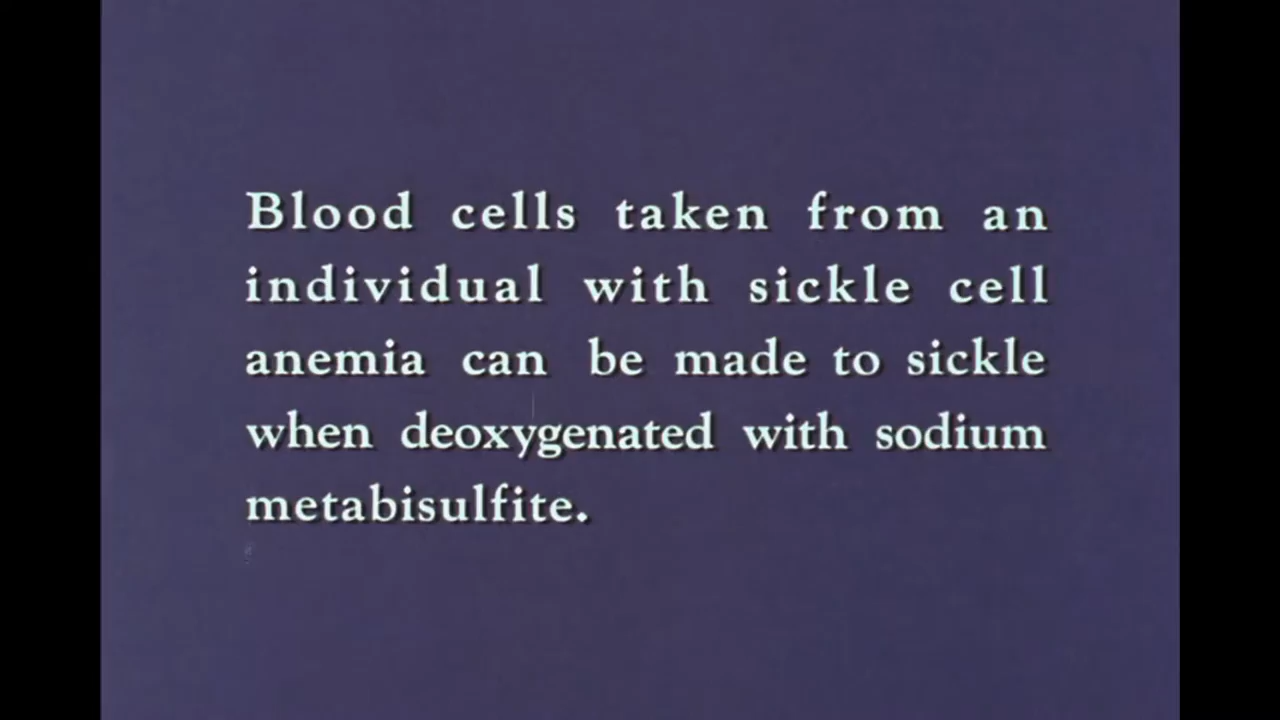 Blood cells taken from an
individual with sickle cell
anemia can be made to sickle
when deoxygenated with sodium
metabisulfite.